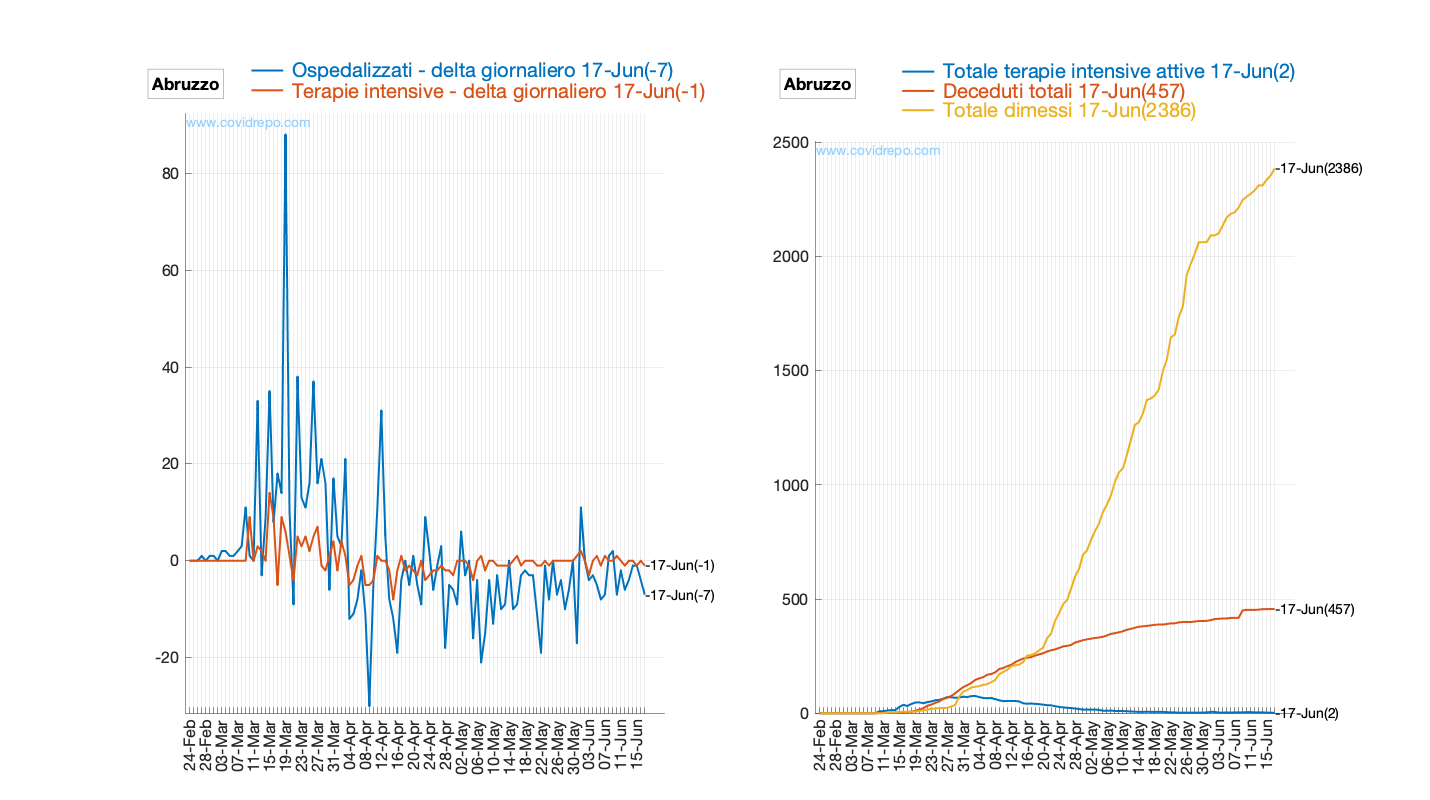 Abruzzo
Ospedalizzati - delta giornaliero 17-Jun(-7)
Terapie intensive - delta giornaliero 17-Jun(-1)
www.covidrepo.com
80
60
40
20
0
-20
-17-Jun(-1)
-17-Jun(-7)
24-Feb
28-Feb
03-Mar
07-Mar
11-Mar
15-Mar
19-Mar
23-Mar
27-Mar
31-Mar
04-Apr
08-Apr
12-Apr
16-Apr
20-Apr
24-Apr
28-Apr
02-May
06-May
10-May
14-May
18-May
22-May
26-May
30-May
03-Jun
07-Jun
11-Jun
15-Jun
Abruzzo
Totale terapie intensive attive 17-Jun(2)
Deceduti totali 17-Jun(457)
Totale dimessi 17-Jun(2386)
www.covidrepo.com
2500
2000
1500
1000
500
0
-17-Jun(2386)
-17-Jun(457)
-17-Jun(2)
24-Feb
28-Feb
03-Mar
07-Mar
11-Mar
15-Mar
19-Mar
23-Mar
27-Mar
31-Mar
04-Apr
08-Apr
12-Apr
16-Apr
20-Apr
24-Apr
28-Apr
02-May
06-May
10-May
14-May
18-May
22-May
26-May
30-May
03-Jun
07-Jun
11-Jun
15-Jun